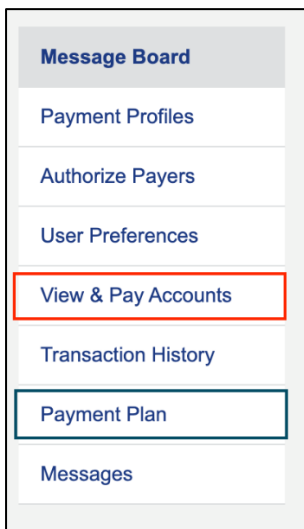 Message Board
Payment Profiles
Authorize Payers
User Preferences
View & Pay Accounts
Transaction History
Payment Plan
Messages